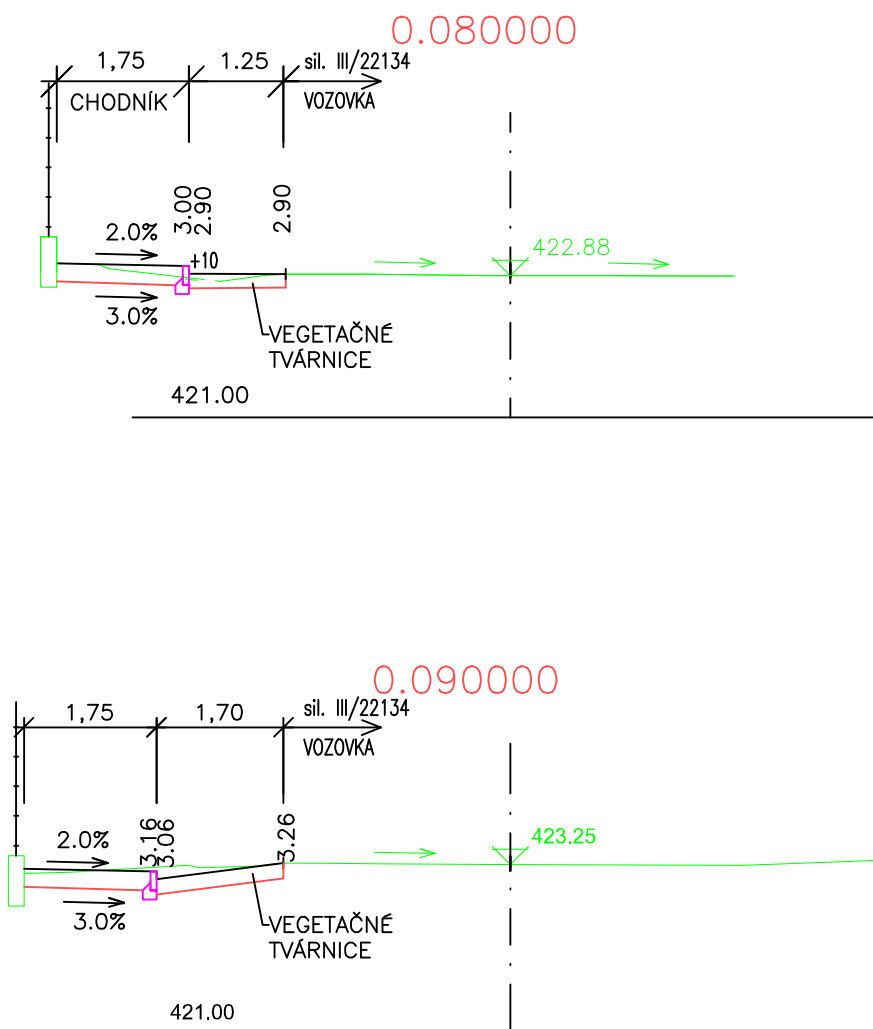 0.080000
1,75 1.25 sil. III/22134
CHODNÍK VOZOVKA
3.00
2.90
2.90
2.0%
+10
422.88
3.0%
VEGETAČNÉ
TVÁRNICE
421.00
0.090000
1,75 1,70 sil. III/22134
VOZOVKA
3.16
3.06
3.26
2.0%
423.25
3.0%
VEGETAČNÉ
TVÁRNICE
421.00